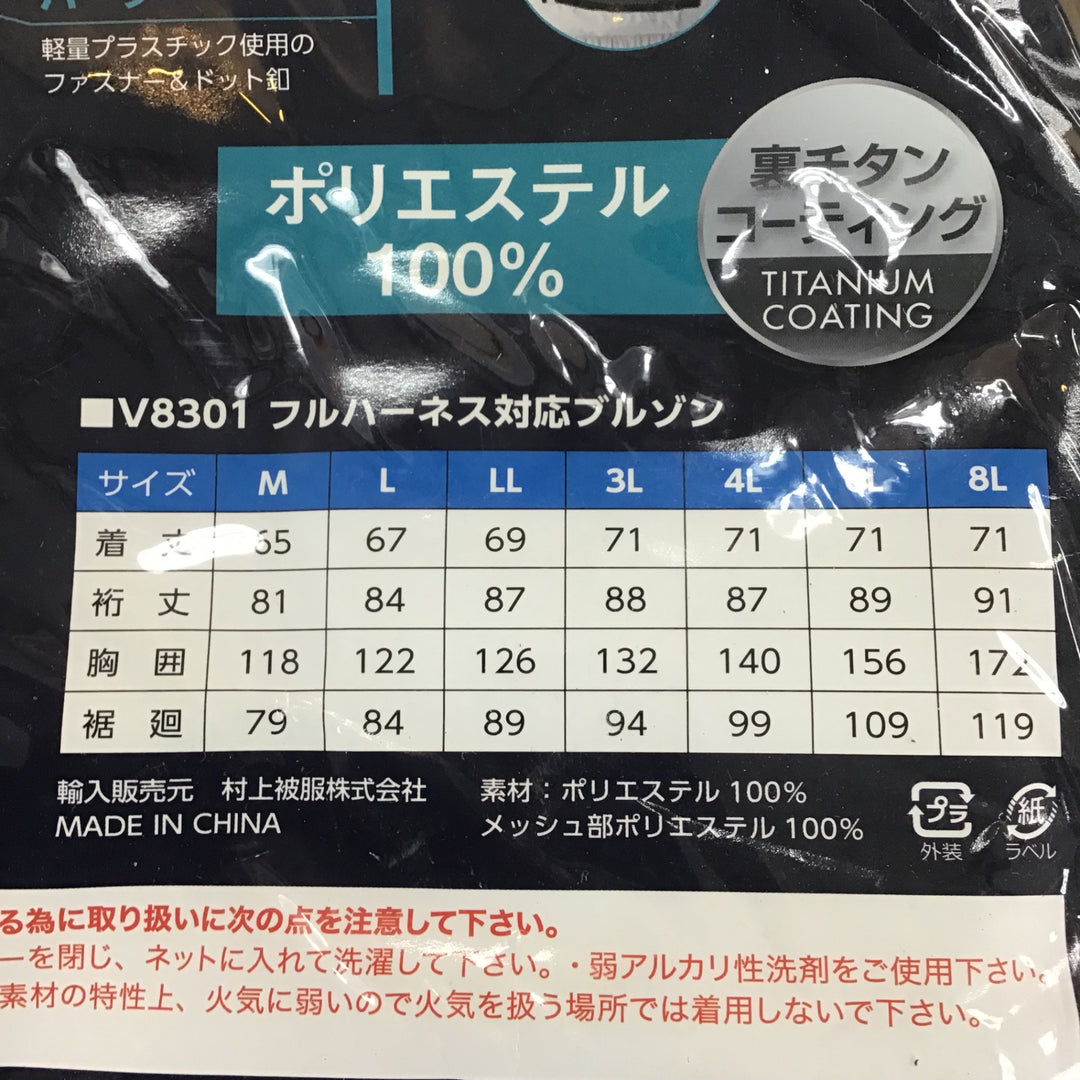 軽量プラスチック使用の
ファスナー&ドット釦
ポリエステル
100%
裏チタン
コーティング
TITANIUM
COATING
■V8301 フルハーネス対応ブルゾン
サイズ M L LL 3L 4L L 8L
着 丈 65 67 69 71 71 71 71
裄 丈 81 84 87 88 87 89 91
胸 囲 118 122 126 132 140 156 172
裾 廻 79 84 89 94 99 109 119
輸入販売元 村上被服株式会社
MADE IN CHINA
素材：ポリエステル 100%
メッシュ部ポリエステル 100%
プラ
外装
紙
ラベル
る為に取り扱いに次の点を注意して下さい。
ーを閉じ、ネットに入れて洗濯して下さい。・弱アルカリ性洗剤をご使用下さい。
素材の特性上、火気に弱いので火気を扱う場所では着用しないで下さい。